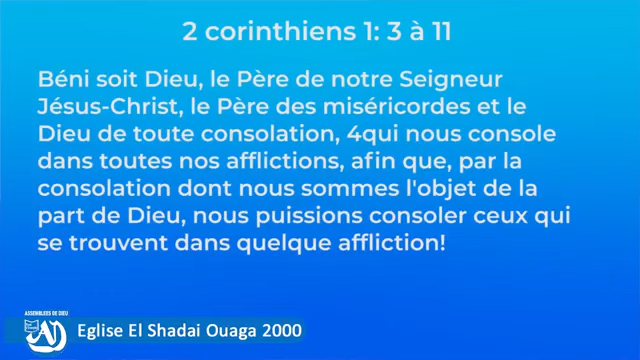 2 corinthiens 1: 3 à 11
Béni soit Dieu, le Père de notre Seigneur
Jésus-Christ, le Père des miséricordes et le
Dieu de toute consolation, 4qui nous console
dans toutes nos afflictions, afin que, par la
consolation dont nous sommes l'objet de la
part de Dieu, nous puissions consoler ceux qui
se trouvent dans quelque affliction!
ASSEMBLEES DE DIEU
AD
Eglise El Shadai Ouaga 2000